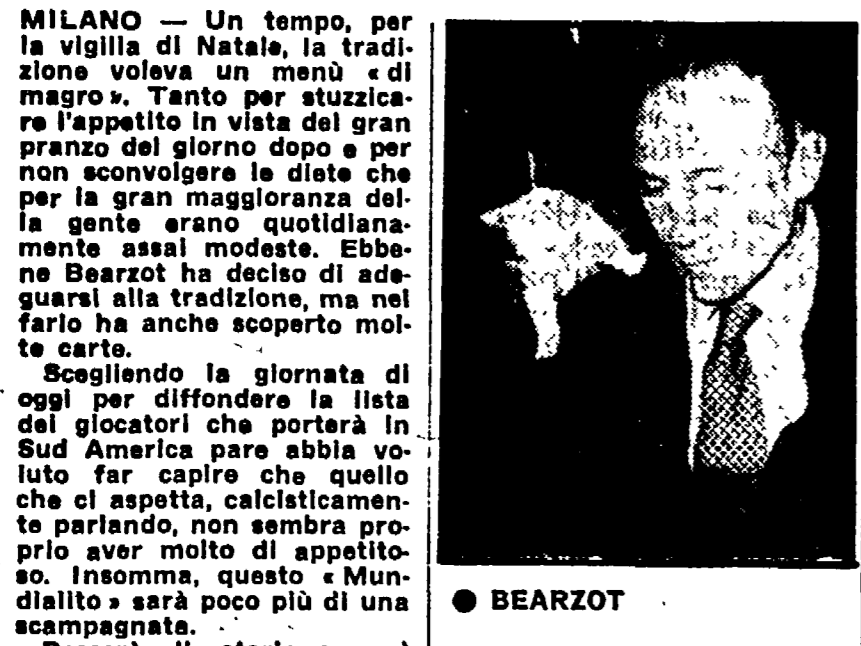 MILANO — Un tempo, per
la vigilia di Natale, la tradi-
zione voleva un menù «di
magro». Tanto per stuzzica-
re l'appetito in vista del gran
pranzo del giorno dopo e per
non sconvolgere le diete che
per la gran maggioranza del-
la gente erano quotidiana-
mente assai modeste. Ebbe-
ne Bearzot ha deciso di ade-
guarsi alla tradizione, ma nel
farlo ha anche scoperto mol-
te carte.
Scegliendo la giornata di
oggi per diffondere la lista
dei giocatori che porterà in
Sud America pare abbia vo-
luto far capire che quello
che ci aspetta, calcisticamen-
te parlando, non sembra pro-
prio aver molto di appetito-
so. Insomma, questo «Mun-
dialito» sarà poco più di una
scampagnata.
● BEARZOT